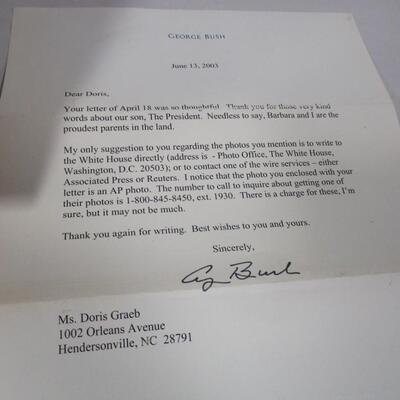 GEORGE BUSH
June 13, 2003
Dear Doris,
Your letter of April 18 was so thoughtful. Thank you for those very kind
words about our son, The President. Needless to say, Barbara and I are the
proudest parents in the land.
My only suggestion to you regarding the photos you mention is to write to
the White House directly (address is - Photo Office, The White House,
Washington, D.C. 20503); or to contact one of the wire services – either
Associated Press or Reuters. I notice that the photo you enclosed with your
letter is an AP photo. The number to call to inquire about getting one of
their photos is 1-800-845-8450, ext. 1930. There is a charge for these, I'm
sure, but it may not be much.
Thank you again for writing. Best wishes to you and yours.
Sincerely,
G Bush
Ms. Doris Graeb
1002 Orleans Avenue
Hendersonville, NC 28791